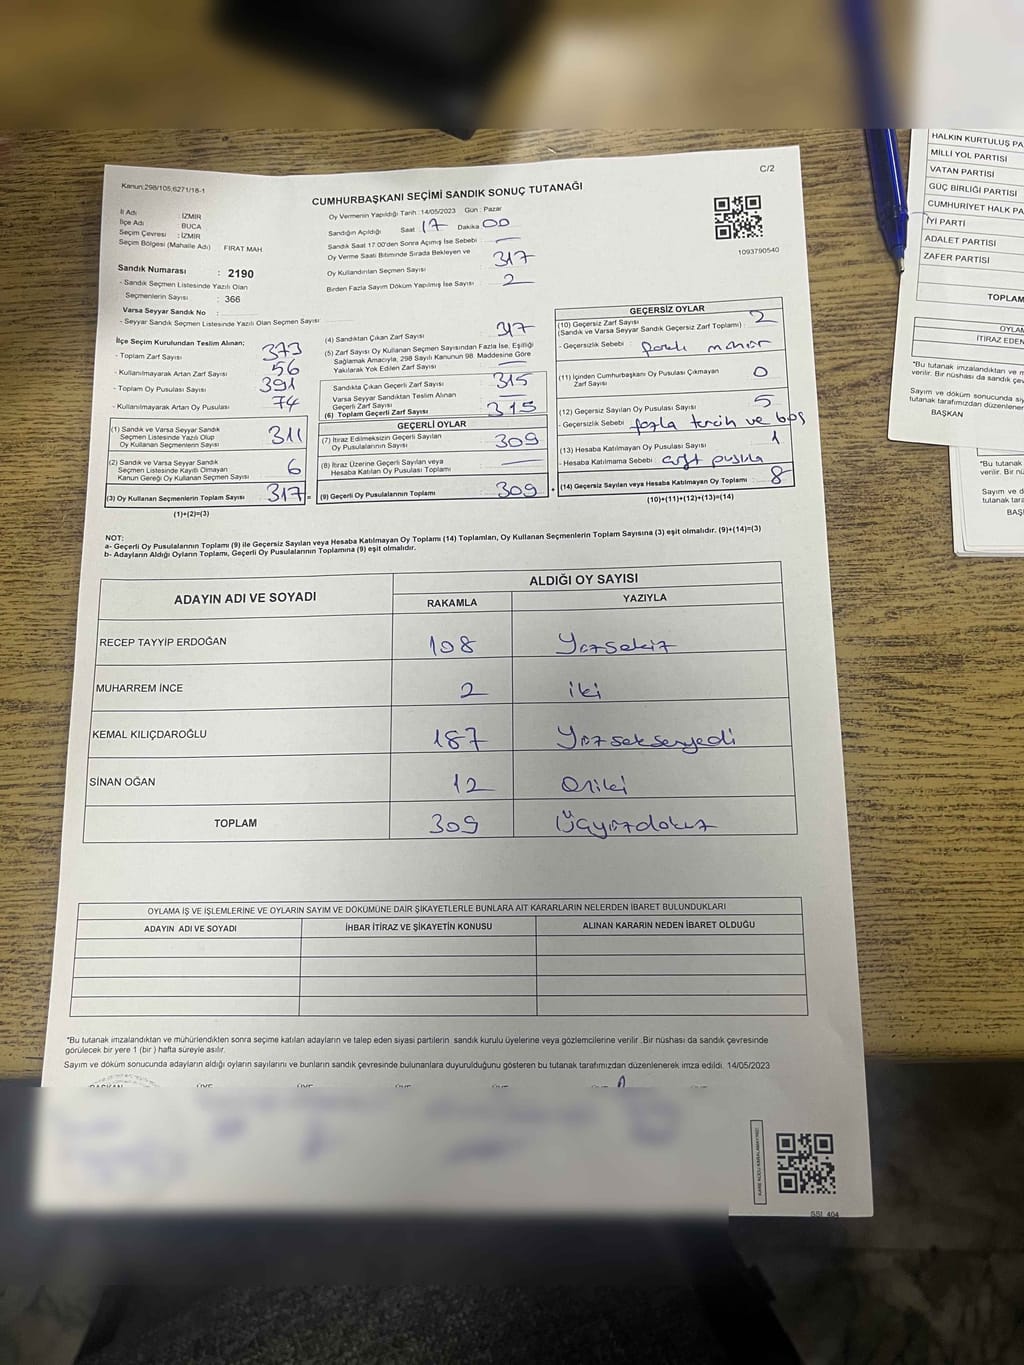 C/2
Kanun:298/105,6271/18-1
CUMHURBAŞKANI SEÇİMİ SANDIK SONUÇ TUTANAĞI
İl Adı : İZMİR
İlçe Adı : BUCA
Seçim Çevresi : İZMİR
Seçim Bölgesi (Mahalle Adı) FIRAT MAH
Sandık Numarası : 2190
- Sandık Seçmen Listesinde Yazılı Olan
Seçmenlerin Sayısı : 366
Varsa Seyyar Sandık No :
- Seyyar Sandık Seçmen Listesinde Yazılı Olan Seçmen Sayısı :
Oy Vermenin Yapıldığı Tarih :14/05/2023 Gün : Pazar
Sandığın Açıldığı Saat 17 Dakika 00
Sandık Saat 17:00'den Sonra Açımış İse Sebebi :
Oy Verme Saati Bitiminde Sırada Bekleyen ve
Oy Kullandırılan Seçmen Sayısı : 317
Birden Fazla Sayım Döküm Yapılmış İse Sayısı : 2
1093790540
İlçe Seçim Kurulundan Teslim Alınan;
- Toplam Zarf Sayısı : 373
- Kullanılmayarak Artan Zarf Sayısı : 56
- Toplam Oy Pusulası Sayısı : 391
- Kullanılmayarak Artan Oy Pusulası : 74
(1) Sandık ve Varsa Seyyar Sandık
Seçmen Listesinde Yazılı Olup
Oy Kullanan Seçmenlerin Sayısı : 311
(2) Sandık ve Varsa Seyyar Sandık
Seçmen Listesinde Kayıtlı Olmayan
Kanun Gereği Oy Kullanan Seçmen Sayısı : 6
(3) Oy Kullanan Seçmenlerin Toplam Sayısı : 317 =
(1)+(2)=(3)
(4) Sandıktan Çıkan Zarf Sayısı : 317
(5) Zarf Sayısı Oy Kullanan Seçmen Sayısından Fazla İse, Eşitliği
Sağlamak Amacıyla, 298 Sayılı Kanunun 98. Maddesine Göre
Yakılarak Yok Edilen Zarf Sayısı :
Sandıkta Çıkan Geçerli Zarf Sayısı : 315
Varsa Seyyar Sandıktan Teslim Alınan
Geçerli Zarf Sayısı :
(6) Toplam Geçerli Zarf Sayısı : 315
GEÇERLİ OYLAR
(7) İtiraz Edilmeksizin Geçerli Sayılan
Oy Pusulalarının Sayısı : 309
(8) İtiraz Üzerine Geçerli Sayılan veya
Hesaba Katılan Oy Pusulası Toplamı :
(9) Geçerli Oy Pusulalarının Toplamı : 309 +
GEÇERSİZ OYLAR
(10) Geçersiz Zarf Sayısı
(Sandık ve Varsa Seyyar Sandık Geçersiz Zarf Toplamı) : 2
- Geçersizlik Sebebi :
(11) İçinden Cumhurbaşkanı Oy Pusulası Çıkmayan
Zarf Sayısı : 0
(12) Geçersiz Sayılan Oy Pusulası Sayısı : 5
- Geçersizlik Sebebi : fazla tercih ve boş
(13) Hesaba Katılmayan Oy Pusulası Sayısı : 1
- Hesaba Katılmama Sebebi : çift pusula
(14) Geçersiz Sayılan veya Hesaba Katılmayan Oy Toplamı : 8
(10)+(11)+(12)+(13)=(14)
NOT:
a- Geçerli Oy Pusulalarının Toplamı (9) ile Geçersiz Sayılan veya Hesaba Katılmayan Oy Toplamı (14) Toplamları, Oy Kullanan Seçmenlerin Toplam Sayısına (3) eşit olmalıdır. (9)+(14)=(3)
b- Adayların Aldığı Oyların Toplamı, Geçerli Oy Pusulalarının Toplamına (9) eşit olmalıdır.
ADAYIN ADI VE SOYADI
ALDIĞI OY SAYISI
RAKAMLA YAZIYLA
RECEP TAYYİP ERDOĞAN 108 Yüzsekiz
MUHARREM İNCE 2 iki
KEMAL KILIÇDAROĞLU 187 Yüzseksenyedi
SİNAN OĞAN 12 Oniki
TOPLAM 309 Üçyüzdokuz
OYLAMA İŞ VE İŞLEMLERİNE VE OYLARIN SAYIM VE DÖKÜMÜNE DAİR ŞİKAYETLERLE BUNLARA AİT KARARLARIN NELERDEN İBARET BULUNDUKLARI
ADAYIN ADI VE SOYADI İHBAR İTİRAZ VE ŞİKAYETİN KONUSU ALINAN KARARIN NEDEN İBARET OLDUĞU
*Bu tutanak imzalandıktan ve mühürlendikten sonra seçime katılan adayların ve talep eden siyasi partilerin sandık kurulu üyelerine veya gözlemcilerine verilir .Bir nüshası da sandık çevresinde
görülecek bir yere 1 (bir ) hafta süreyle asılır.
Sayım ve döküm sonucunda adayların aldığı oyların sayılarını ve bunların sandık çevresinde bulunanlara duyurulduğunu gösteren bu tutanak tarafımızdan düzenlenerek imza edildi. 14/05/2023
SSI_404
HALKIN KURTULUŞ PA
MİLLİ YOL PARTİSİ
VATAN PARTİSİ
GÜÇ BİRLİĞİ PARTİSİ
CUMHURİYET HALK PA
İYİ PARTİ
ADALET PARTİSİ
ZAFER PARTİSİ
TOPLAM
OYLAM
İTİRAZ EDEN
*Bu tutanak imzalandıktan ve m
verilir. Bir nüshası da sandık çev
Sayım ve döküm sonucunda siy
tutanak tarafımızdan düzenlener
BAŞKAN
*Bu tutanak
verilir. Bir nü
Sayım ve d
tutanak tara
BAŞ